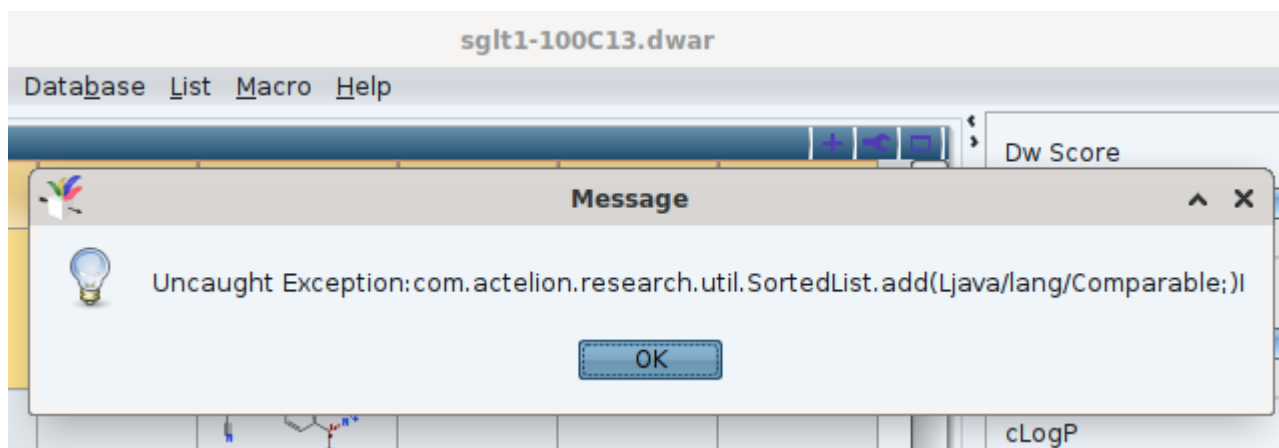 sglt1-100C13.dwar
Database List Macro Help
Dw Score
Message
Uncaught Exception:com.actelion.research.util.SortedList.add(Ljava/lang/Comparable;)I
OK
cLogP